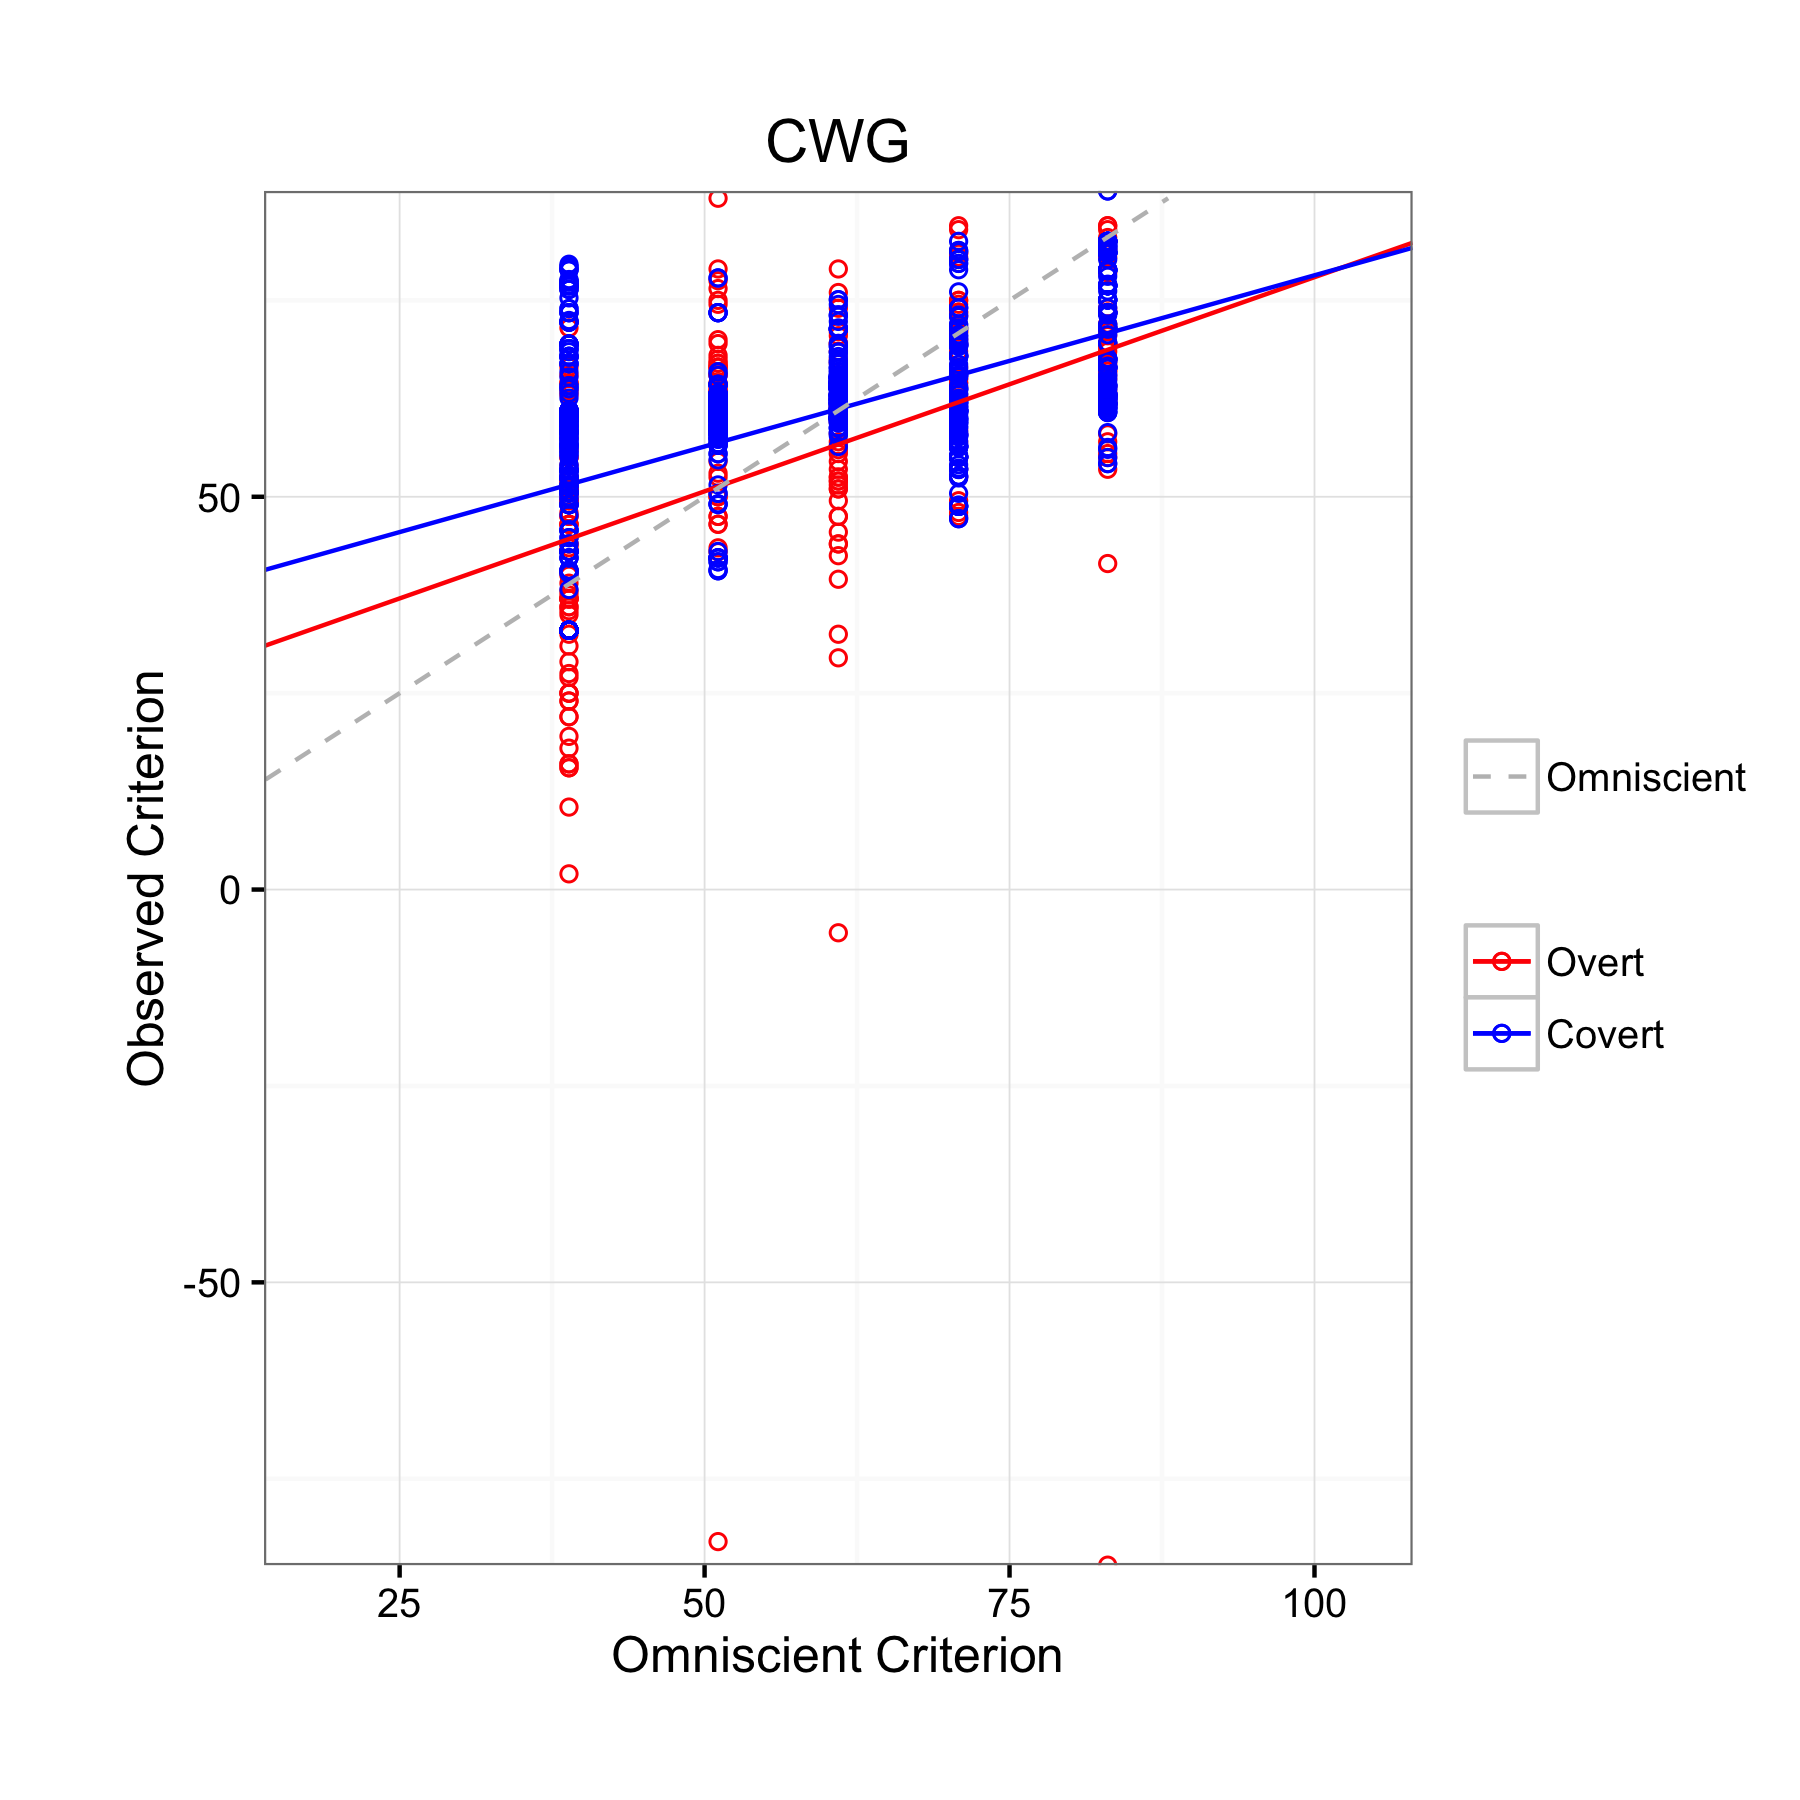 CWG
Observed Criterion
50
0
-50
25 50 75 100
Omniscient Criterion
Omniscient
Overt
Covert